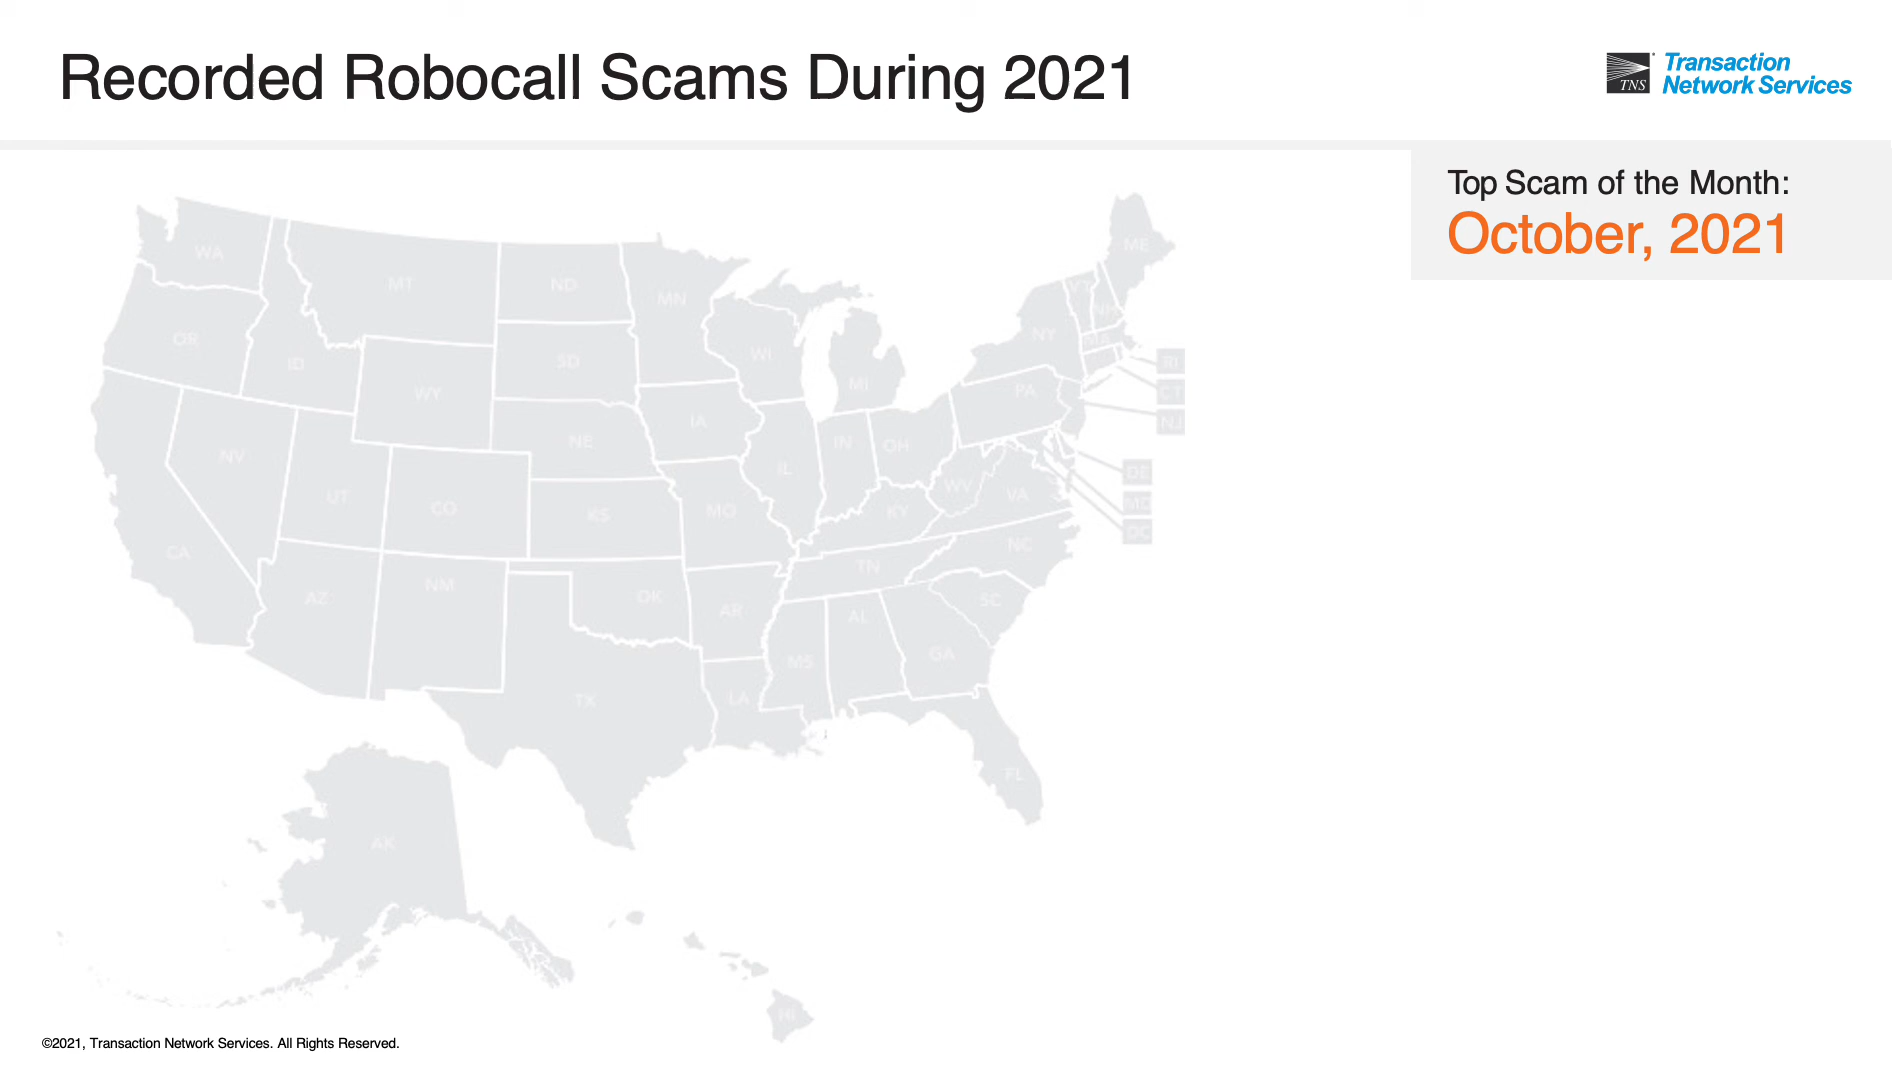 Recorded Robocall Scams During 2021
TNS
Transaction
Network Services
Top Scam of the Month:
October, 2021
WA
MT
ND
MN
ME
VT
NH
OR
ID
SD
WI
NY
MA
WY
MI
PA
RI
CT
NJ
NV
NE
IA
IN
OH
UT
CO
KS
MO
IL
WV
VA
KY
DE
MD
DC
CA
AZ
NM
OK
AR
TN
NC
SC
AL
MS
GA
TX
LA
FL
AK
HI
©2021, Transaction Network Services. All Rights Reserved.